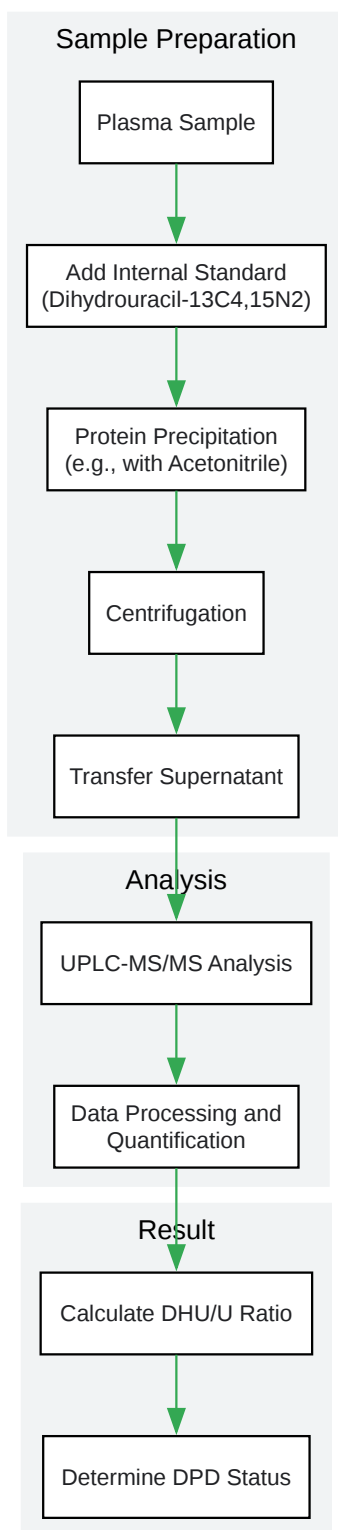 Sample Preparation
Plasma Sample
Add Internal Standard
(Dihydrouracil-13C4,15N2)
Protein Precipitation
(e.g., with Acetonitrile)
Centrifugation
Transfer Supernatant
Analysis
UPLC-MS/MS Analysis
Data Processing and
Quantification
Result
Calculate DHU/U Ratio
Determine DPD Status